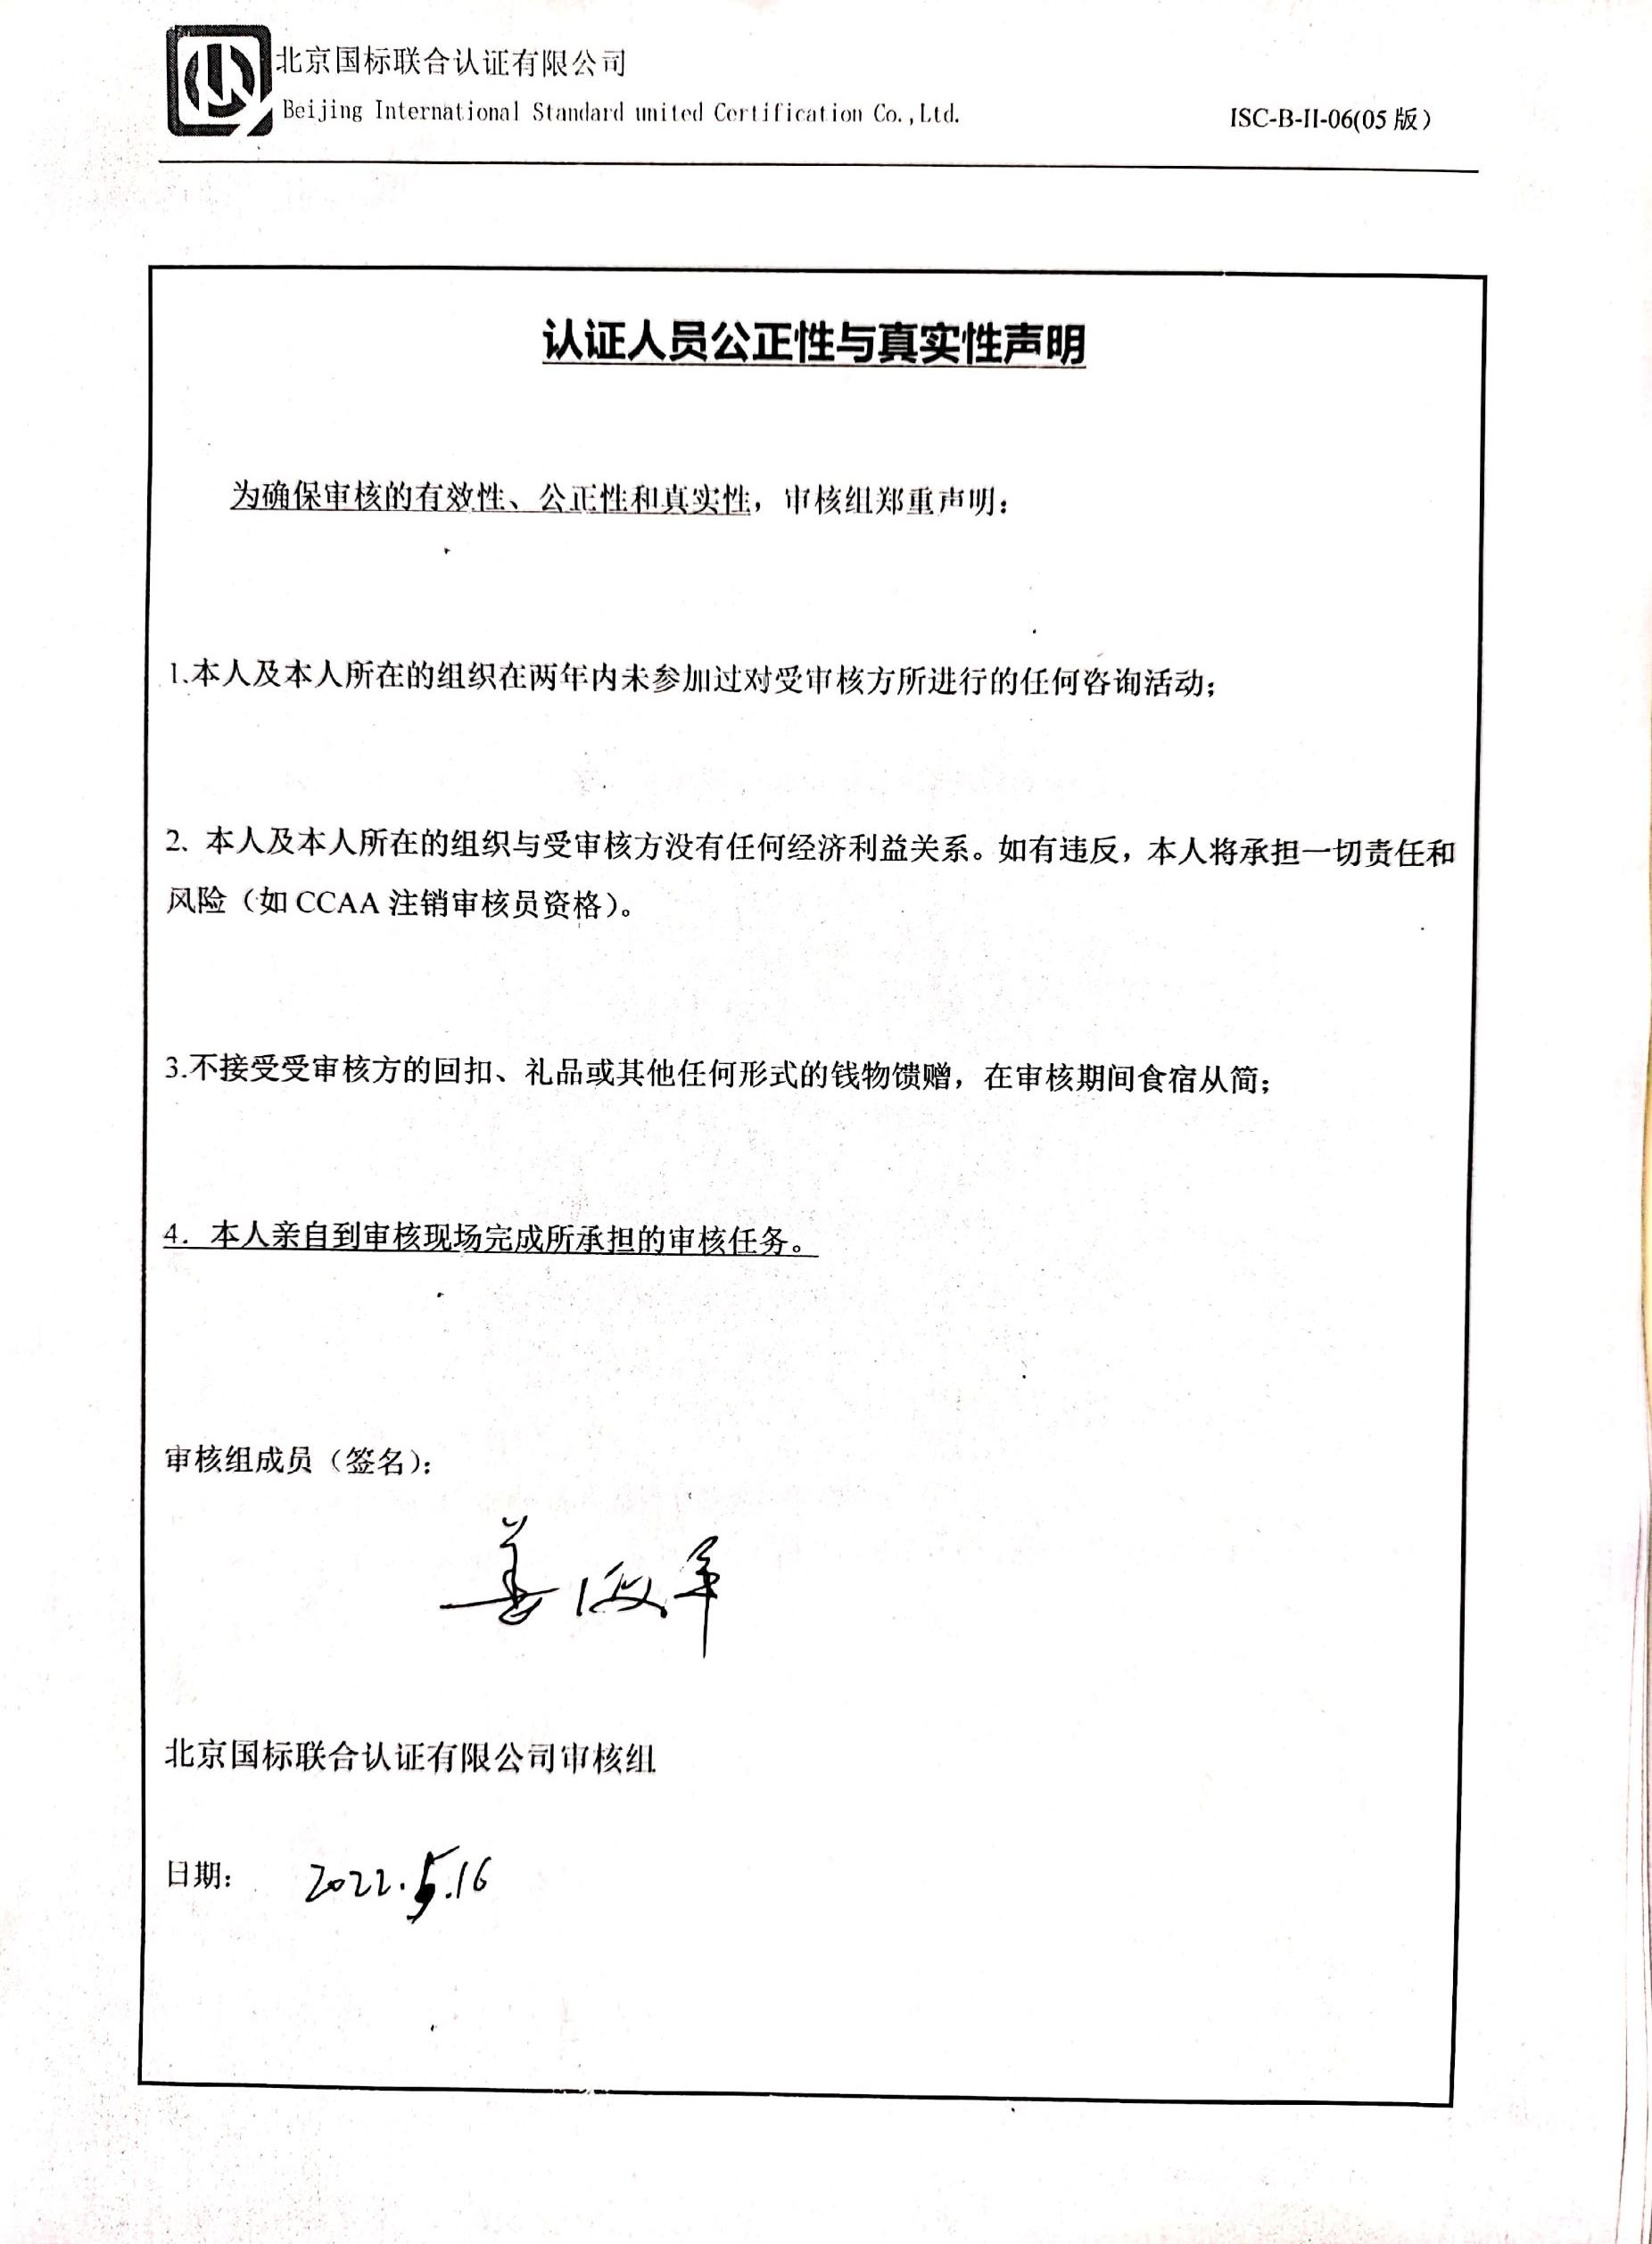 北京国标联合认证有限公司
Beijing International Standard united Certification Co.,Ltd.
ISC-B-II-06(05 版)
认证人员公正性与真实性声明
为确保审核的有效性、公正性和真实性，审核组郑重声明：
1.本人及本人所在的组织在两年内未参加过对受审核方所进行的任何咨询活动；
2、本人及本人所在的组织与受审核方没有任何经济利益关系。如有违反，本人将承担一切责任和
风险（如 CCAA 注销审核员资格）。
3.不接受受审核方的回扣、礼品或其他任何形式的钱物馈赠，在审核期间食宿从简；
4．本人亲自到审核现场完成所承担的审核任务。
审核组成员（签名）：
北京国标联合认证有限公司审核组
日期： 2022.5.16